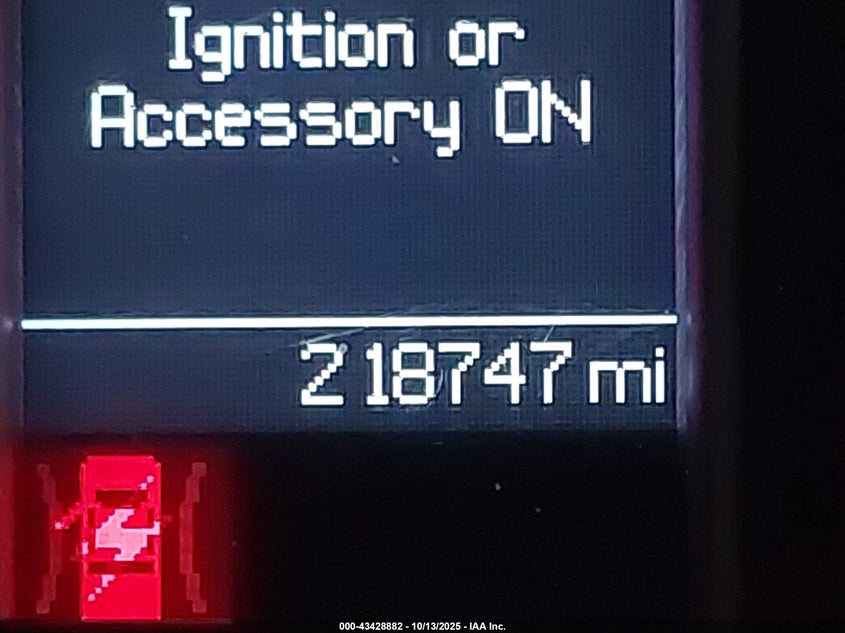 Ignition or
Accessory ON
218747 mi
000-43428882 - 10/13/2025 - IAA Inc.